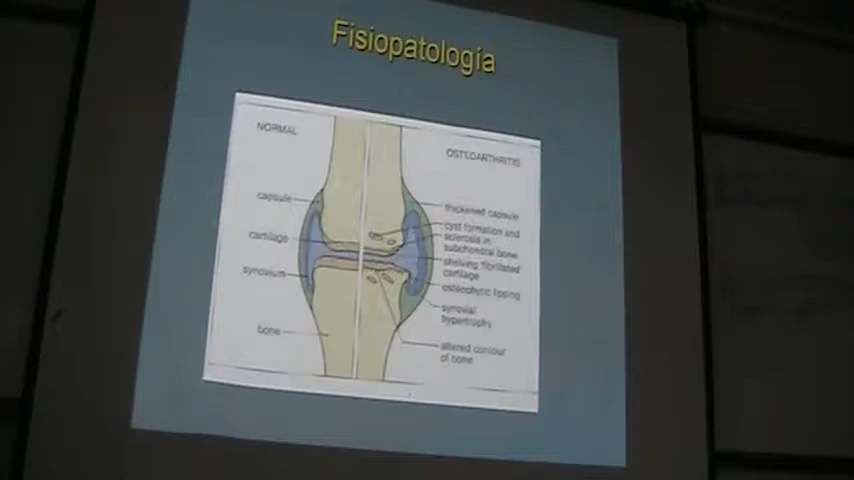 Fisiopatología
NORMAL
OSTEOARTHRITIS
capsule
cartilage
synovium
bone
thickened capsule
cyst formation and
sclerosis in
subchondral bone
shelving fibrillated
cartilage
osteophytic lipping
synovial
hypertrophy
altered contour
of bone